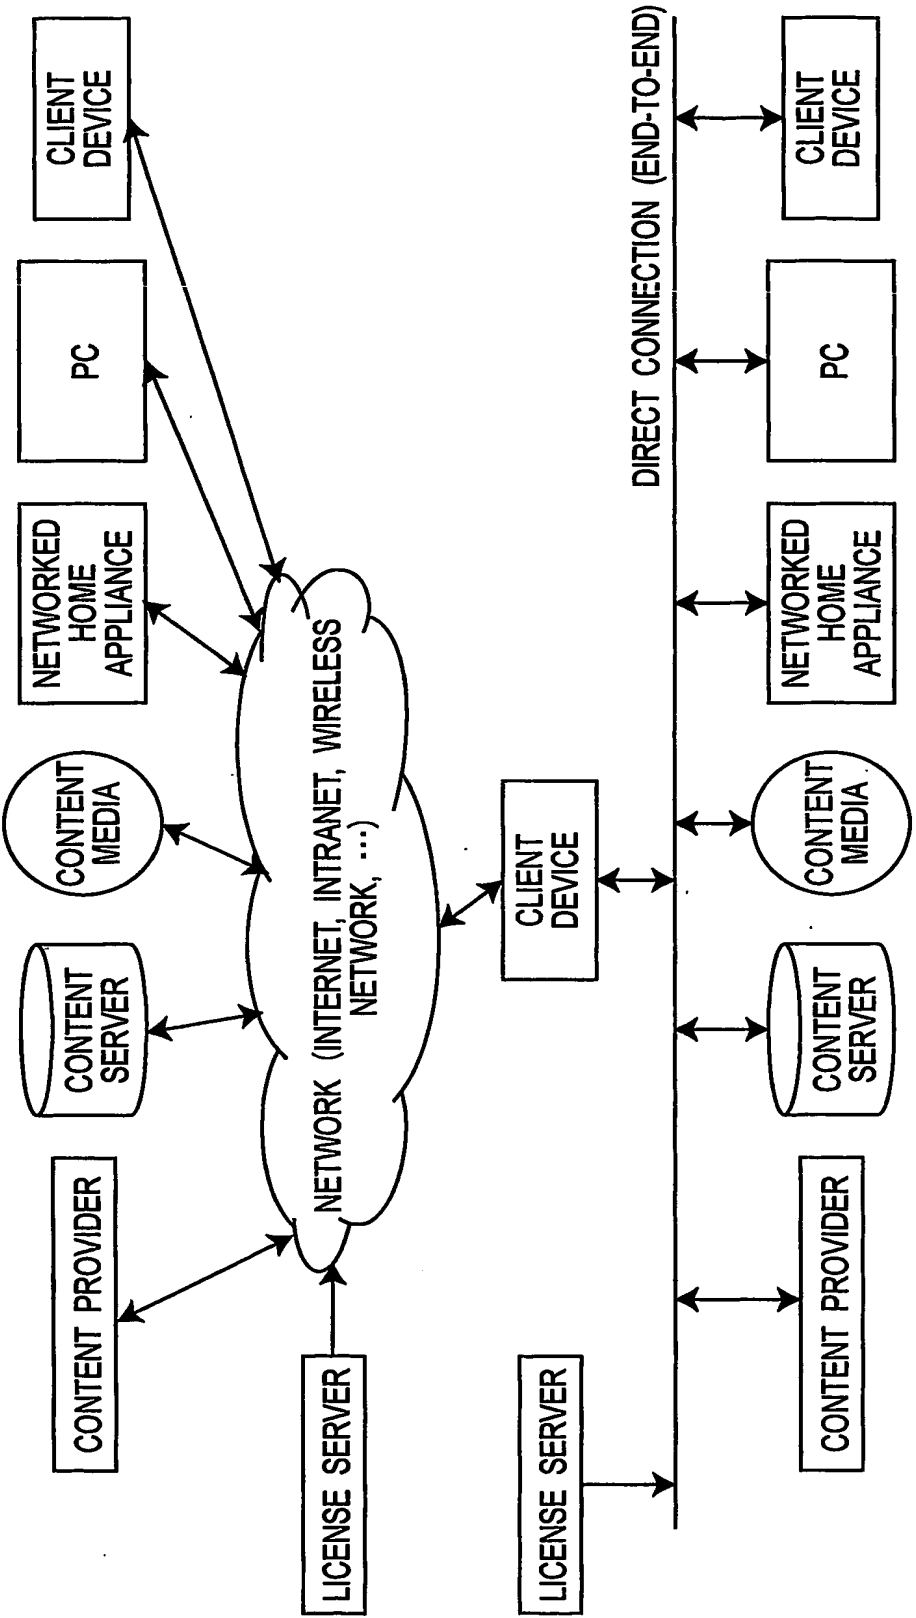 CONTENT PROVIDER
CONTENT
SERVER
CONTENT
MEDIA
NETWORKED
HOME
APPLIANCE
PC
CLIENT
DEVICE
LICENSE SERVER
NETWORK (INTERNET, INTRANET, WIRELESS
NETWORK, ···)
CLIENT
DEVICE
LICENSE SERVER
DIRECT CONNECTION (END-TO-END)
CONTENT PROVIDER
CONTENT
SERVER
CONTENT
MEDIA
NETWORKED
HOME
APPLIANCE
PC
CLIENT
DEVICE